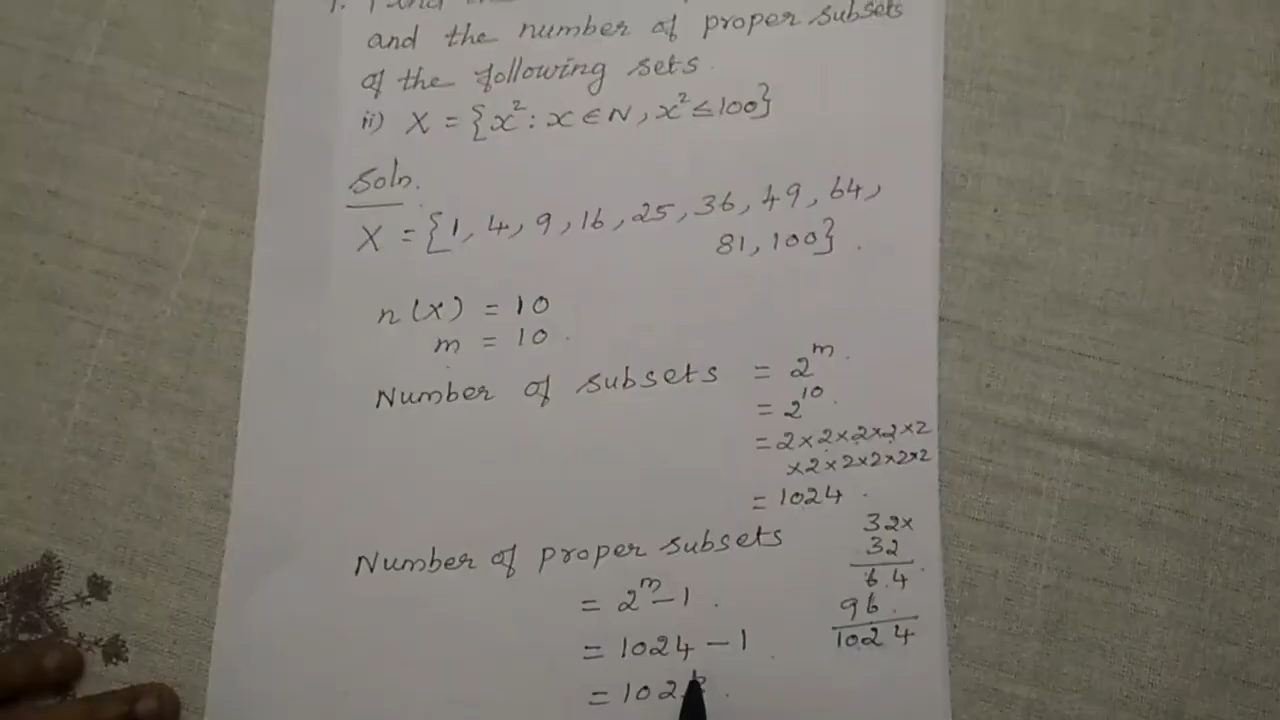 and the number of proper subsets
of the following sets.
ii) X = {x²: x ∈ N, x² ≤ 100}
Soln.
X = {1, 4, 9, 16, 25, 36, 49, 64,
81, 100}.
n(X) = 10
m = 10.
Number of subsets = 2^m.
= 2^10.
= 2×2×2×2×2
×2×2×2×2×2
= 1024.
Number of proper subsets
= 2^m - 1.
= 1024 - 1.
= 102
32×
32
64.
96.
1024